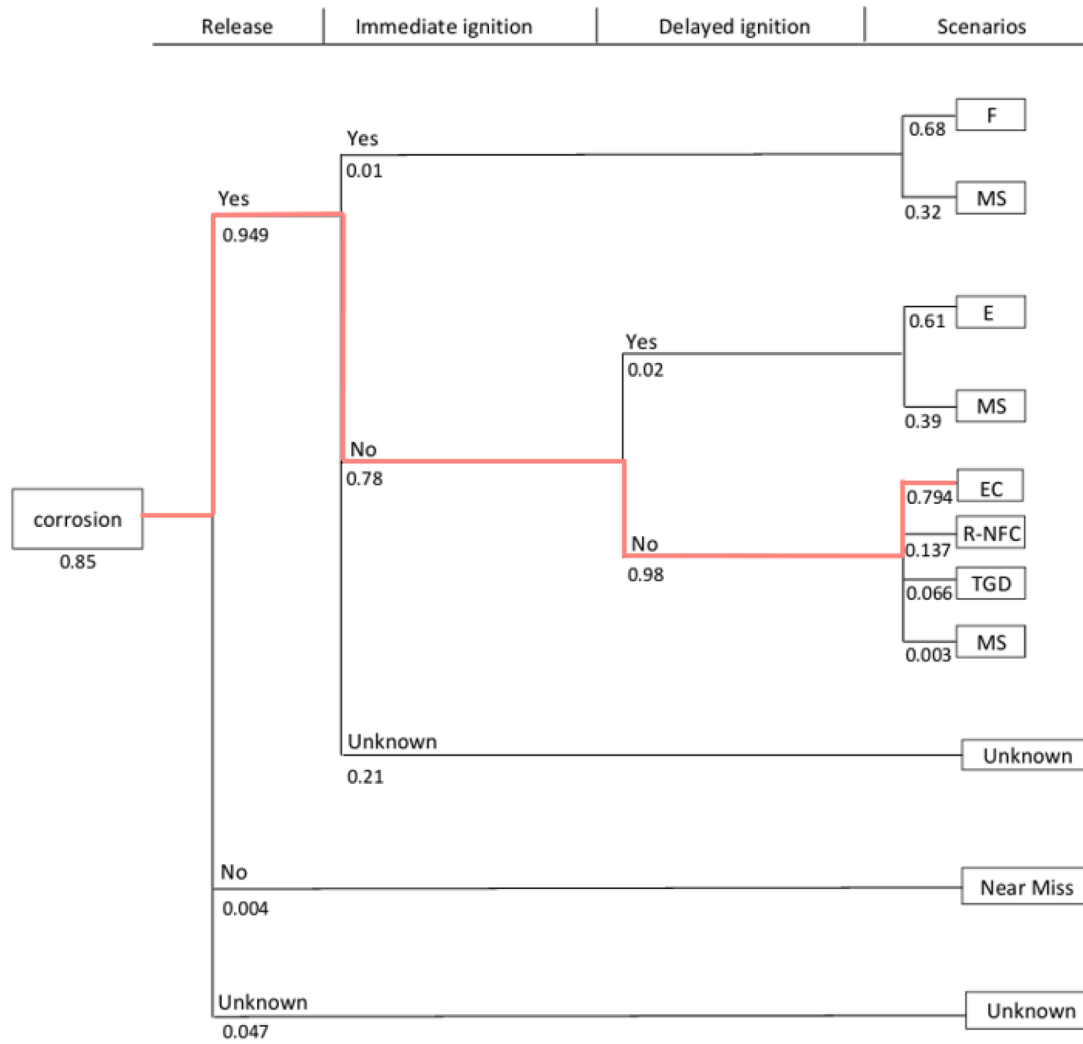 Release Immediate ignition Delayed ignition Scenarios
F
0.68
Yes
0.01
Yes
MS
0.32
0.949
E
0.61
Yes
0.02
MS
0.39
No
0.78
EC
0.794
corrosion
R-NFC
No
0.137
0.85
0.98
TGD
0.066
MS
0.003
Unknown
Unknown
0.21
No
Near Miss
0.004
Unknown
Unknown
0.047